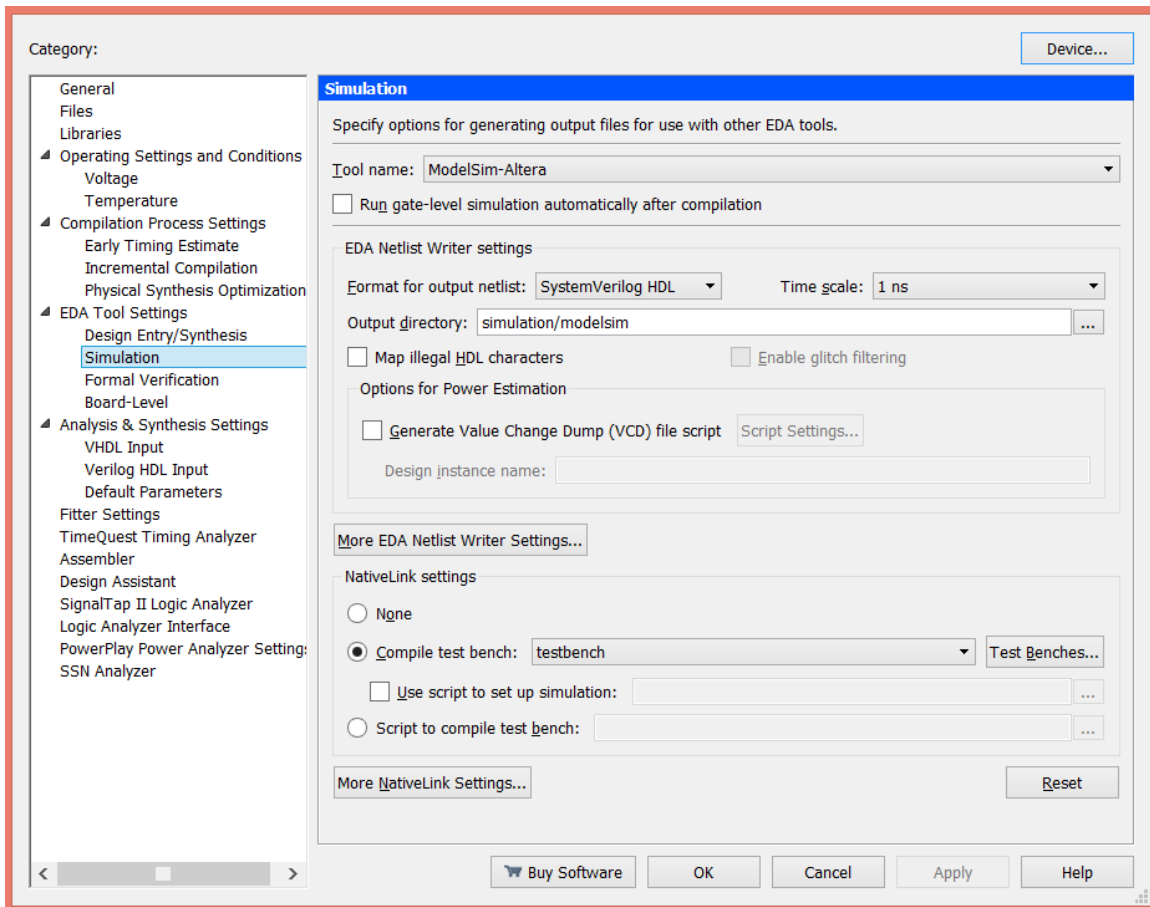 Category:
Device...
General
Files
Libraries
Operating Settings and Conditions
Voltage
Temperature
Compilation Process Settings
Early Timing Estimate
Incremental Compilation
Physical Synthesis Optimization
EDA Tool Settings
Design Entry/Synthesis
Simulation
Formal Verification
Board-Level
Analysis & Synthesis Settings
VHDL Input
Verilog HDL Input
Default Parameters
Fitter Settings
TimeQuest Timing Analyzer
Assembler
Design Assistant
SignalTap II Logic Analyzer
Logic Analyzer Interface
PowerPlay Power Analyzer Settings
SSN Analyzer
Simulation
Specify options for generating output files for use with other EDA tools.
Tool name: ModelSim-Altera
Run gate-level simulation automatically after compilation
EDA Netlist Writer settings
Format for output netlist: SystemVerilog HDL Time scale: 1 ns
Output directory: simulation/modelsim ...
Map illegal HDL characters Enable glitch filtering
Options for Power Estimation
Generate Value Change Dump (VCD) file script Script Settings...
Design instance name:
More EDA Netlist Writer Settings...
NativeLink settings
None
Compile test bench: testbench Test Benches...
Use script to set up simulation: ...
Script to compile test bench: ...
More NativeLink Settings... Reset
Buy Software OK Cancel Apply Help